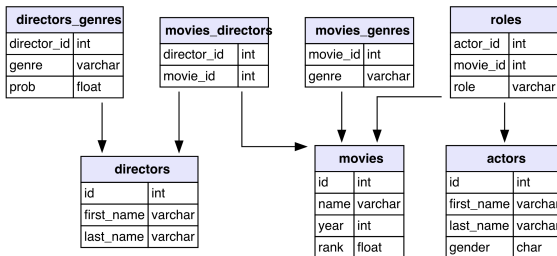 directors_genres
director_id int
genre varchar
prob float
movies_directors
director_id int
movie_id int
movies_genres
movie_id int
genre varchar
roles
actor_id int
movie_id int
role varchar
directors
id int
first_name varchar
last_name varchar
movies
id int
name varchar
year int
rank float
actors
id int
first_name varchar
last_name varchar
gender char